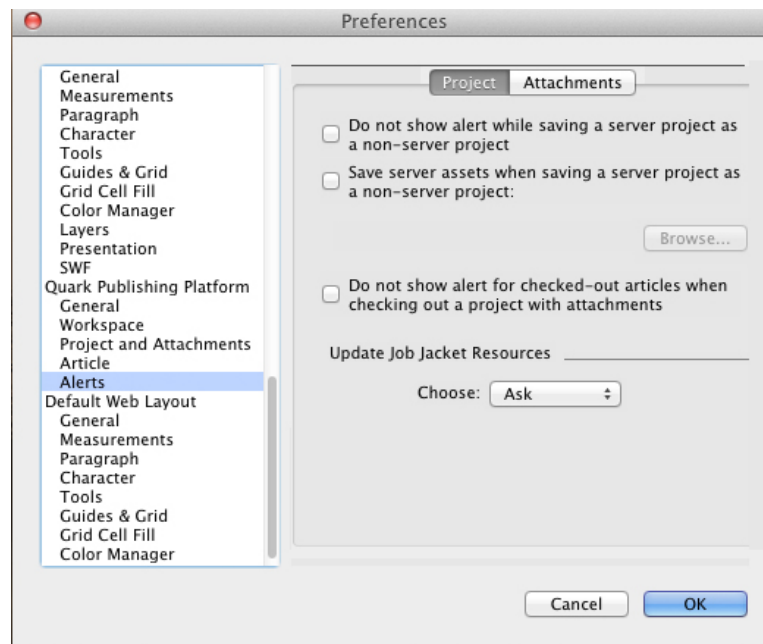 Preferences
General
Measurements
Paragraph
Character
Tools
Guides & Grid
Grid Cell Fill
Color Manager
Layers
Presentation
SWF
Quark Publishing Platform
General
Workspace
Project and Attachments
Article
Alerts
Default Web Layout
General
Measurements
Paragraph
Character
Tools
Guides & Grid
Grid Cell Fill
Color Manager
Project Attachments
Do not show alert while saving a server project as
a non-server project
Save server assets when saving a server project as
a non-server project:
Browse...
Do not show alert for checked-out articles when
checking out a project with attachments
Update Job Jacket Resources
Choose: Ask
Cancel OK